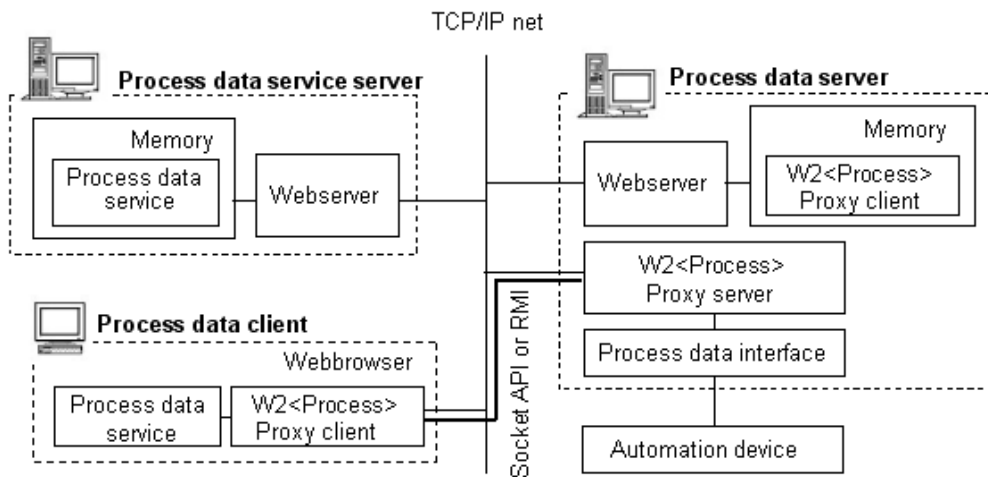 TCP/IP net
Process data service server
Memory
Process data
service
Webserver
Process data server
Webserver
Memory
W2<Process>
Proxy client
W2<Process>
Proxy server
Process data interface
Automation device
Process data client
Webbrowser
Process data
service
W2<Process>
Proxy client
Socket API or RMI